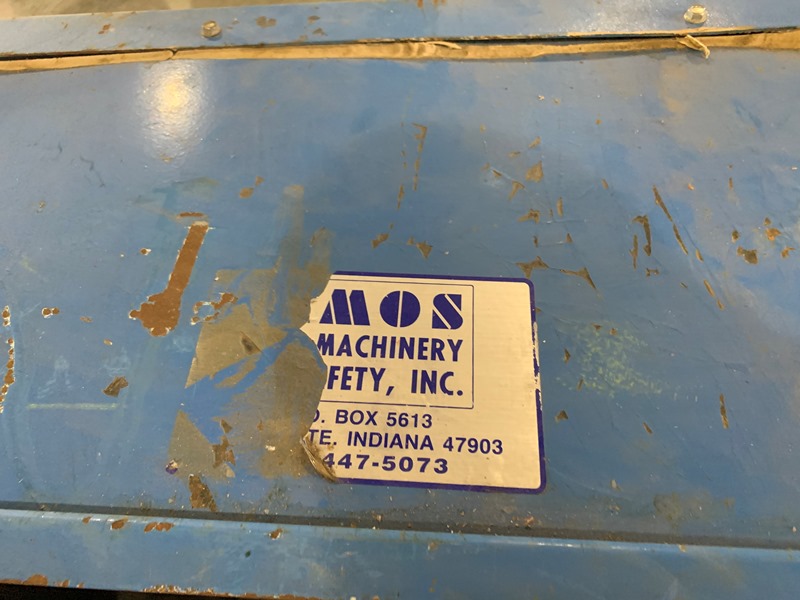 MOS
MACHINERY
FETY, INC.
O. BOX 5613
TE. INDIANA 47903
447-5073